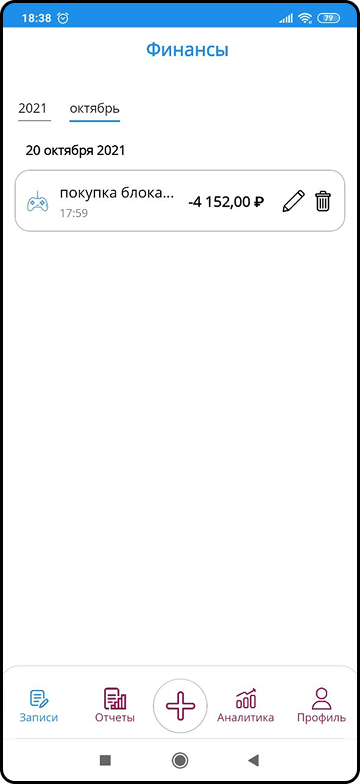 18:38 79
Финансы
2021 октябрь
20 октября 2021
покупка блока... -4 152,00 ₽
17:59
Записи Отчеты Аналитика Профиль